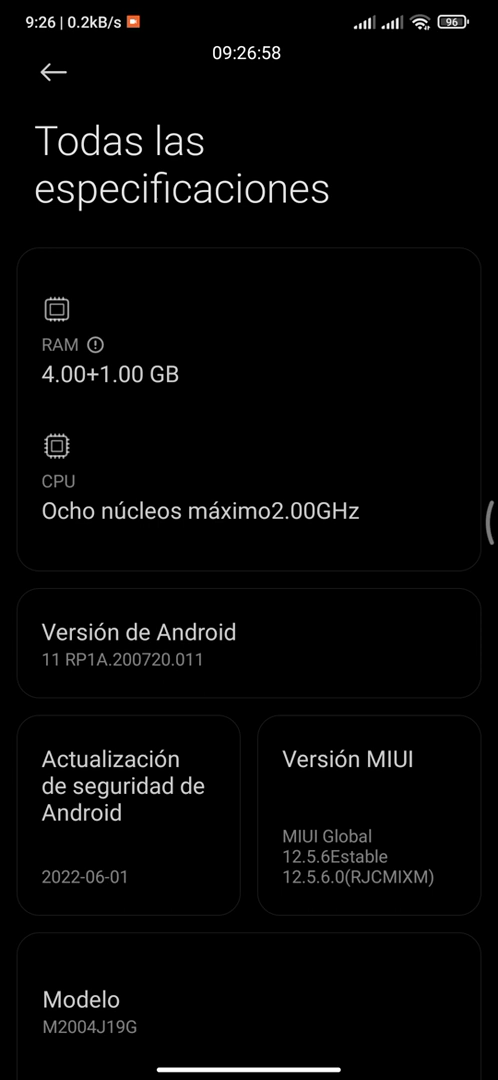 9:26 | 0.2kB/s
96
09:26:58
Todas las
especificaciones
RAM
4.00+1.00 GB
CPU
Ocho núcleos máximo2.00GHz
Versión de Android
11 RP1A.200720.011
Actualización
de seguridad de
Android
2022-06-01
Versión MIUI
MIUI Global
12.5.6Estable
12.5.6.0(RJCMIXM)
Modelo
M2004J19G